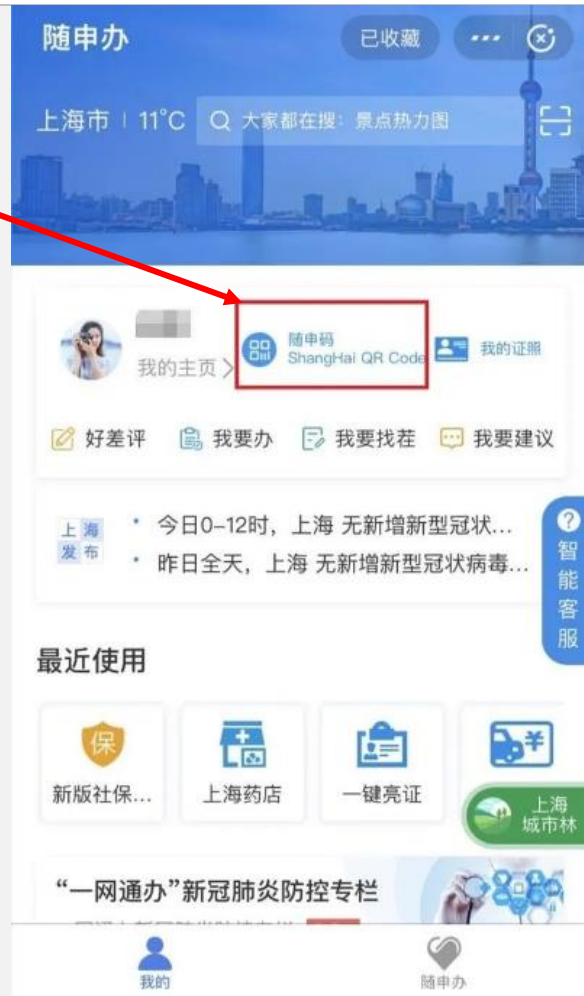 随申办
已收藏
上海市 11°C 大家都在搜：景点热力图
随申码
ShangHai QR Code
我的证照
我的主页
好差评 我要办 我要找茬 我要建议
上海发布
今日0-12时，上海 无新增新型冠状...
昨日全天，上海 无新增新型冠状病毒...
智能客服
最近使用
保
新版社保... 上海药店 一键亮证
上海
城市林
“一网通办”新冠肺炎防控专栏
我的 随申办